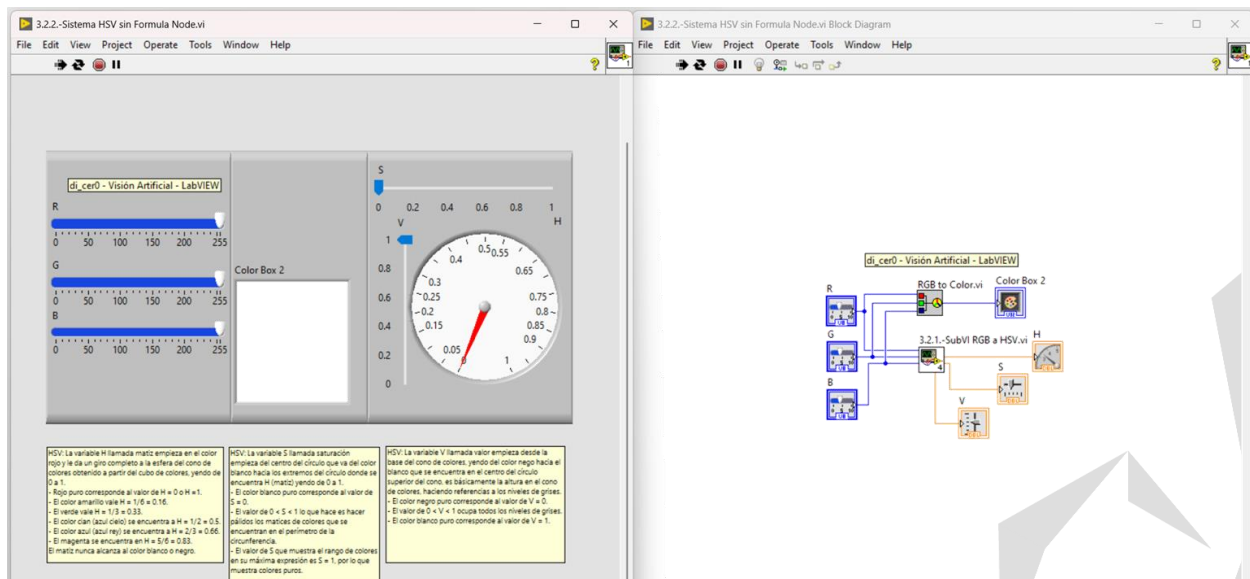 3.2.2.-Sistema HSV sin Formula Node.vi
File Edit View Project Operate Tools Window Help
1
di_cer0 - Visión Artificial - LabVIEW
R
0 50 100 150 200 255
G
0 50 100 150 200 255
B
0 50 100 150 200 255
Color Box 2
S
0 0.2 0.4 0.6 0.8 1
V
1
0.8
0.6
0.4
0.2
0
H
0 0.05 0.15 0.2 0.25 0.3 0.4 0.5 0.55 0.65 0.75 0.8 0.85 0.9 1
HSV: La variable H llamada matiz empieza en el color
rojo y le da un giro completo a la esfera del cono de
colores obtenido a partir del cubo de colores, yendo de
0 a 1.
- Rojo puro corresponde al valor de H = 0 o H =1.
- El color amarillo vale H = 1/6 = 0.16.
- El verde vale H = 1/3 = 0.33.
- El color cian (azul cielo) se encuentra a H = 1/2 = 0.5.
- El color azul (azul rey) se encuentra a H = 2/3 = 0.66.
- El magenta se encuentra en H = 5/6 = 0.83.
El matiz nunca alcanza al color blanco o negro.
HSV: La variable S llamada saturación
empieza del centro del círculo que va del color
blanco hacia los extremos del círculo donde se
encuentra H (matiz) yendo de 0 a 1.
- El color blanco puro corresponde al valor de
S = 0.
- El valor de 0 < S < 1 lo que hace es hacer
pálidos los matices de colores que se
encuentran en el perímetro de la
circunferencia.
- El valor de S que muestra el rango de colores
en su máxima expresión es S = 1, por lo que
muestra colores puros.
HSV: La variable V llamada valor empieza desde la
base del cono de colores, yendo del color nego hacia el
blanco que se encuentra en el centro del círculo
superior del cono, es básicamente la altura en el cono
de colores, haciendo referencias a los niveles de grises.
- El color negro puro corresponde al valor de V = 0.
- El valor de 0 < V < 1 ocupa todos los niveles de grises.
- El color blanco puro corresponde al valor de V = 1.
3.2.2.-Sistema HSV sin Formula Node.vi Block Diagram
File Edit View Project Operate Tools Window Help
1
di_cer0 - Visión Artificial - LabVIEW
R
RGB to Color.vi
Color Box 2
G
3.2.1.-SubVI RGB a HSV.vi
4
H
B
S
V